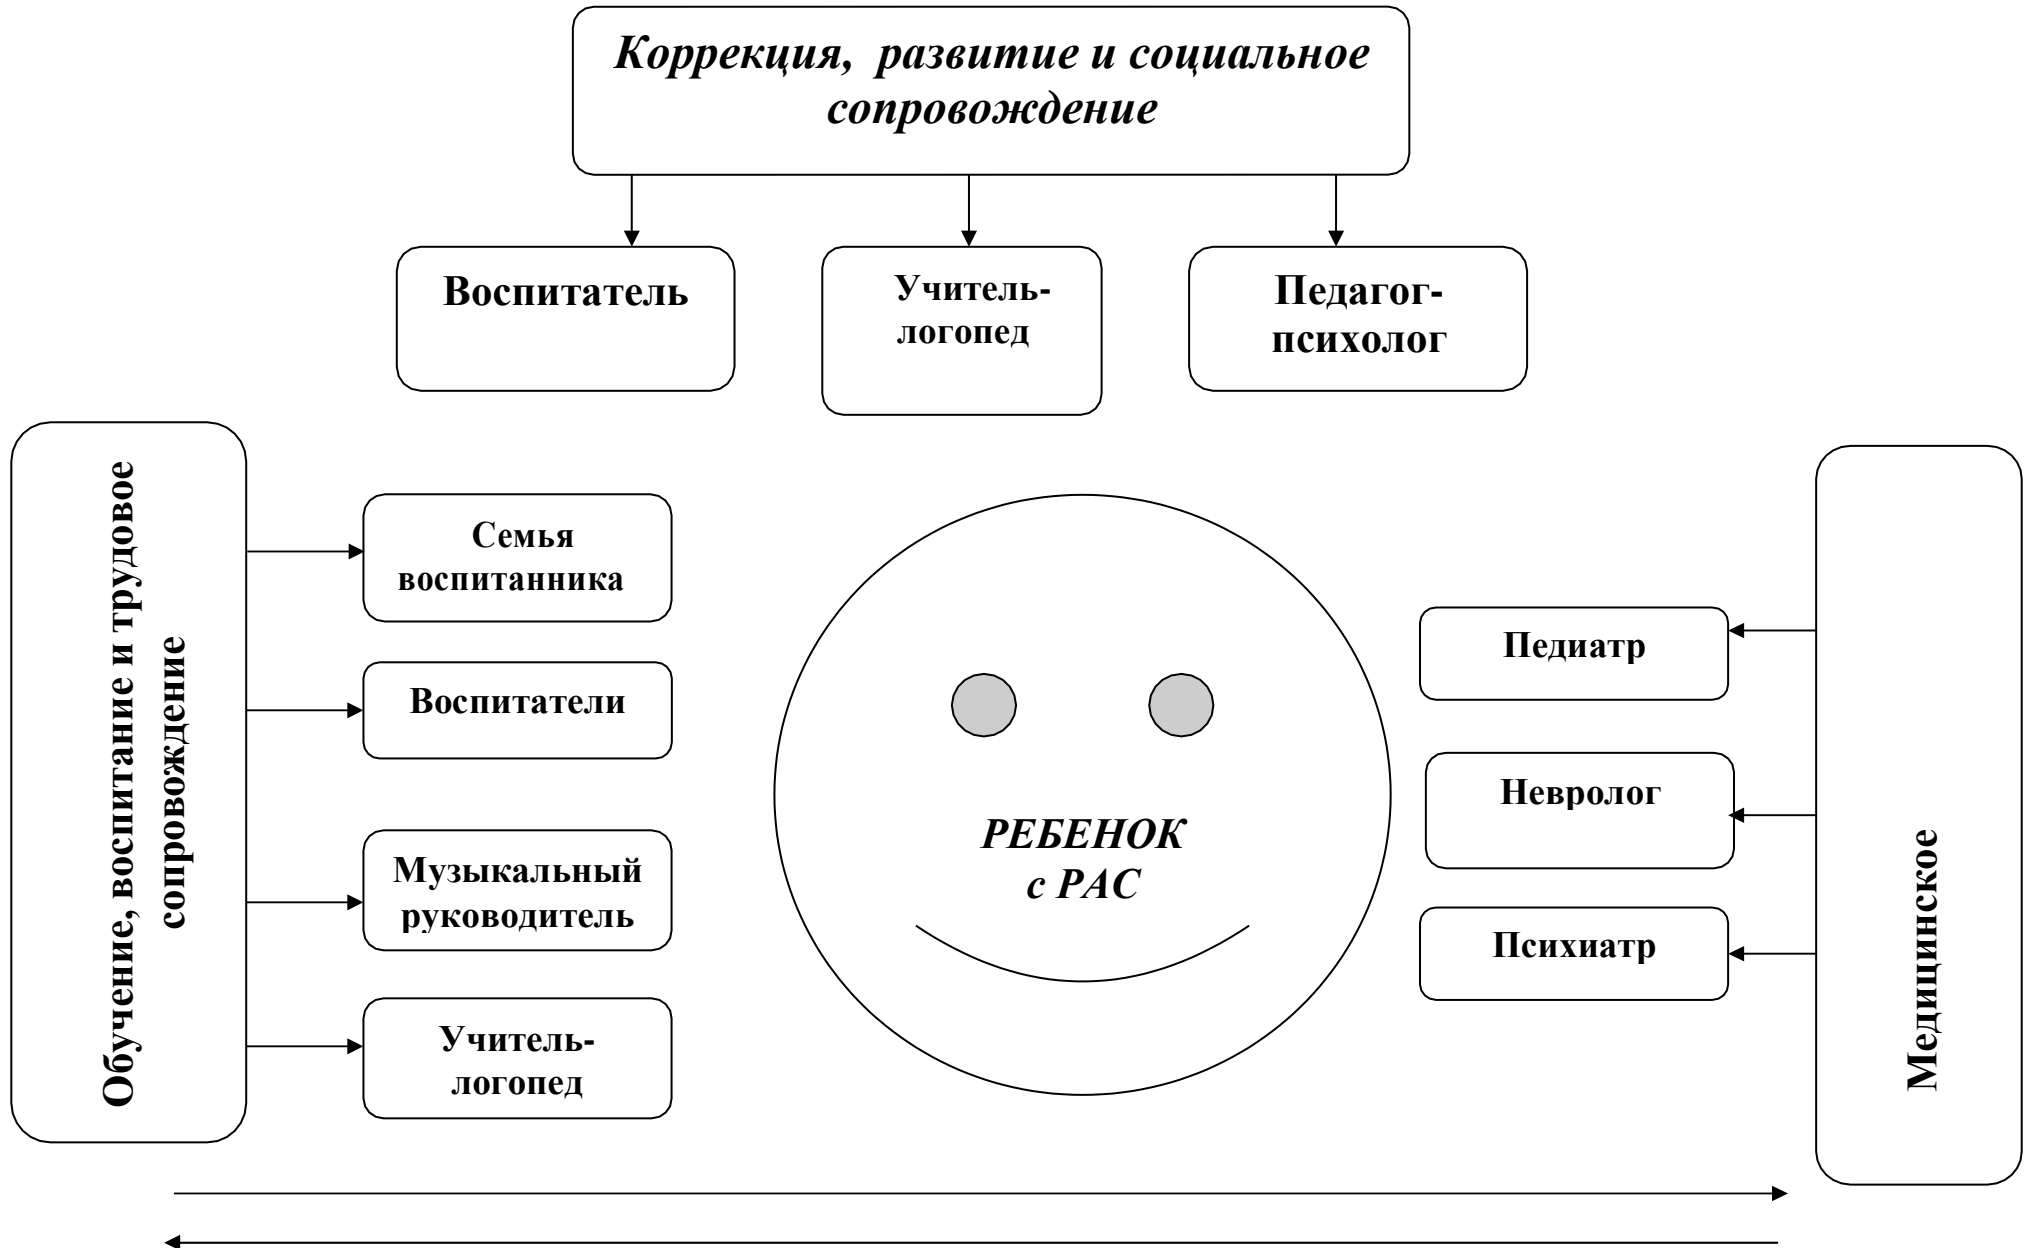 Коррекция, развитие и социальное
сопровождение
Воспитатель
Учитель-
логопед
Педагог-
психолог
Обучение, воспитание и трудовое
сопровождение
Семья
воспитанника
Воспитатели
Музыкальный
руководитель
Учитель-
логопед
РЕБЕНОК
с РАС
Педиатр
Невролог
Психиатр
Медицинское